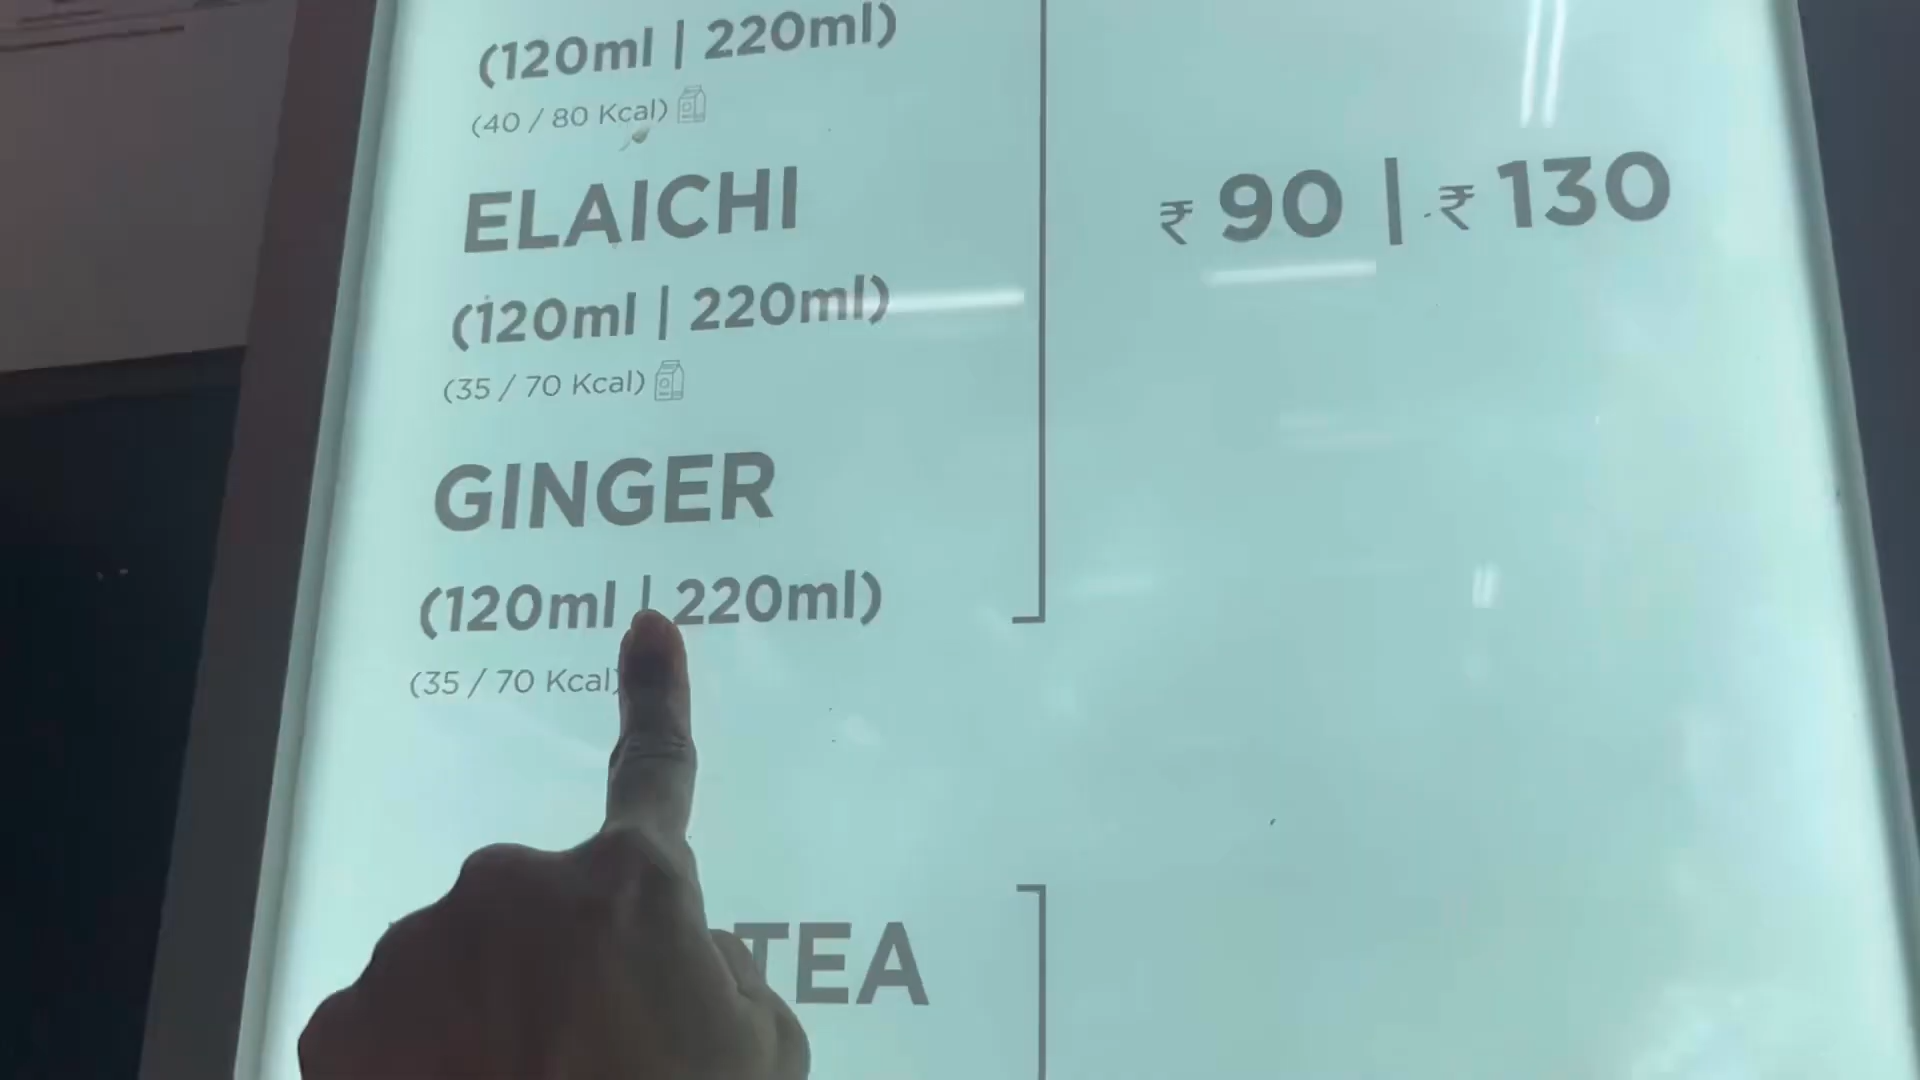 (120ml | 220ml)
(40 / 80 Kcal)
ELAICHI
₹ 90 | ₹ 130
(120ml | 220ml)
(35 / 70 Kcal)
GINGER
(120ml | 220ml)
(35 / 70 Kcal)
TEA